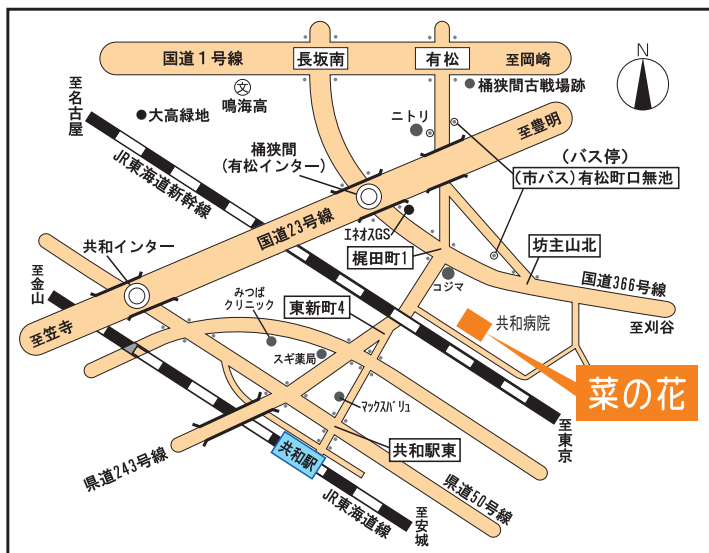 国道1号線
長坂南
有松
至岡崎
N
至名古屋
鳴海高
文
大高緑地
桶狭間古戦場跡
ニトリ
至豊明
桶狭間
(有松インター)
(バス停)
(市バス)有松町口無池
JR東海道新幹線
国道23号線
エネオスGS
共和インター
梶田町1
坊主山北
至金山
コジマ
国道366号線
みつば
クリニック
東新町4
共和病院
至刈谷
至笠寺
スギ薬局
菜の花
マックスバリュ
至東京
共和駅東
共和駅
県道243号線
県道50号線
JR東海道線
至安城